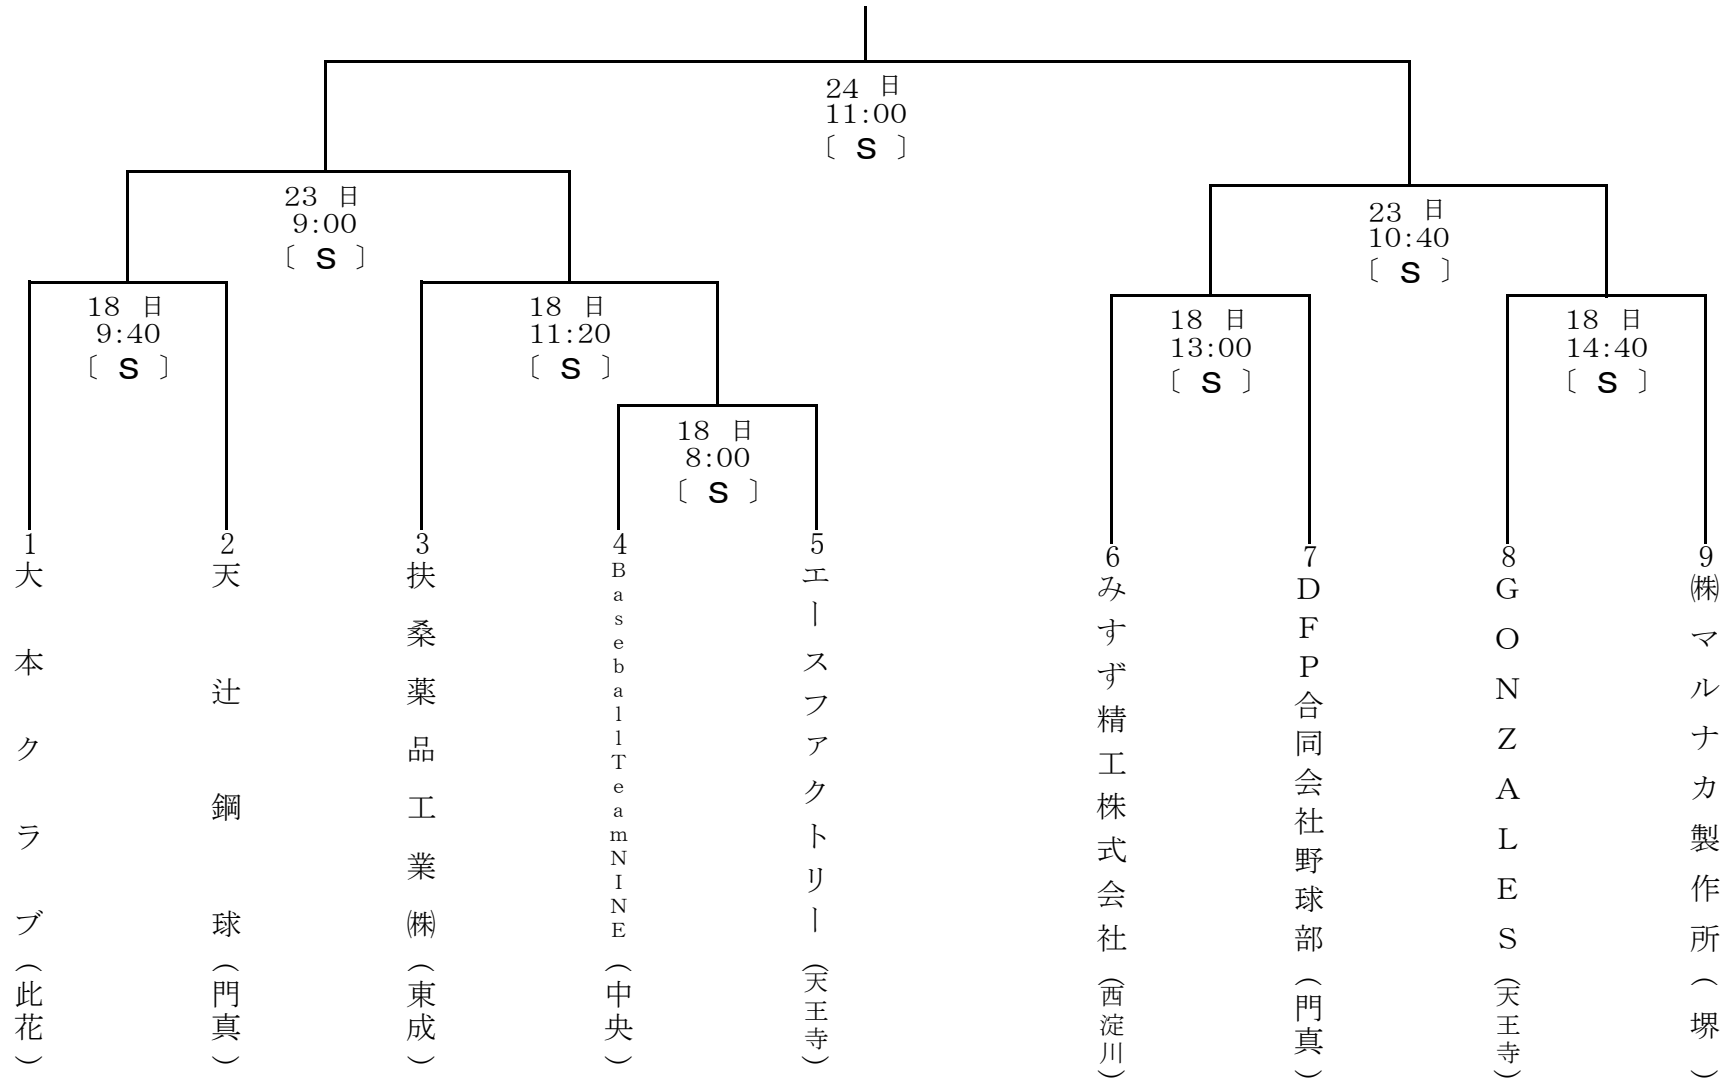 24 日
11:00
〔 S 〕
23 日
9:00
〔 S 〕
23 日
10:40
〔 S 〕
18 日
9:40
〔 S 〕
18 日
11:20
〔 S 〕
18 日
13:00
〔 S 〕
18 日
14:40
〔 S 〕
18 日
8:00
〔 S 〕
1
大本クラブ(此花)
2
天辻鋼球(門真)
3
扶桑薬品工業㈱(東成)
4
BaseballTeamNINE(中央)
5
エースファクトリー(天王寺)
6
みすず精工株式会社(西淀川)
7
DFP合同会社野球部(門真)
8
GONZALES(天王寺)
9
㈱マルナカ製作所(堺)